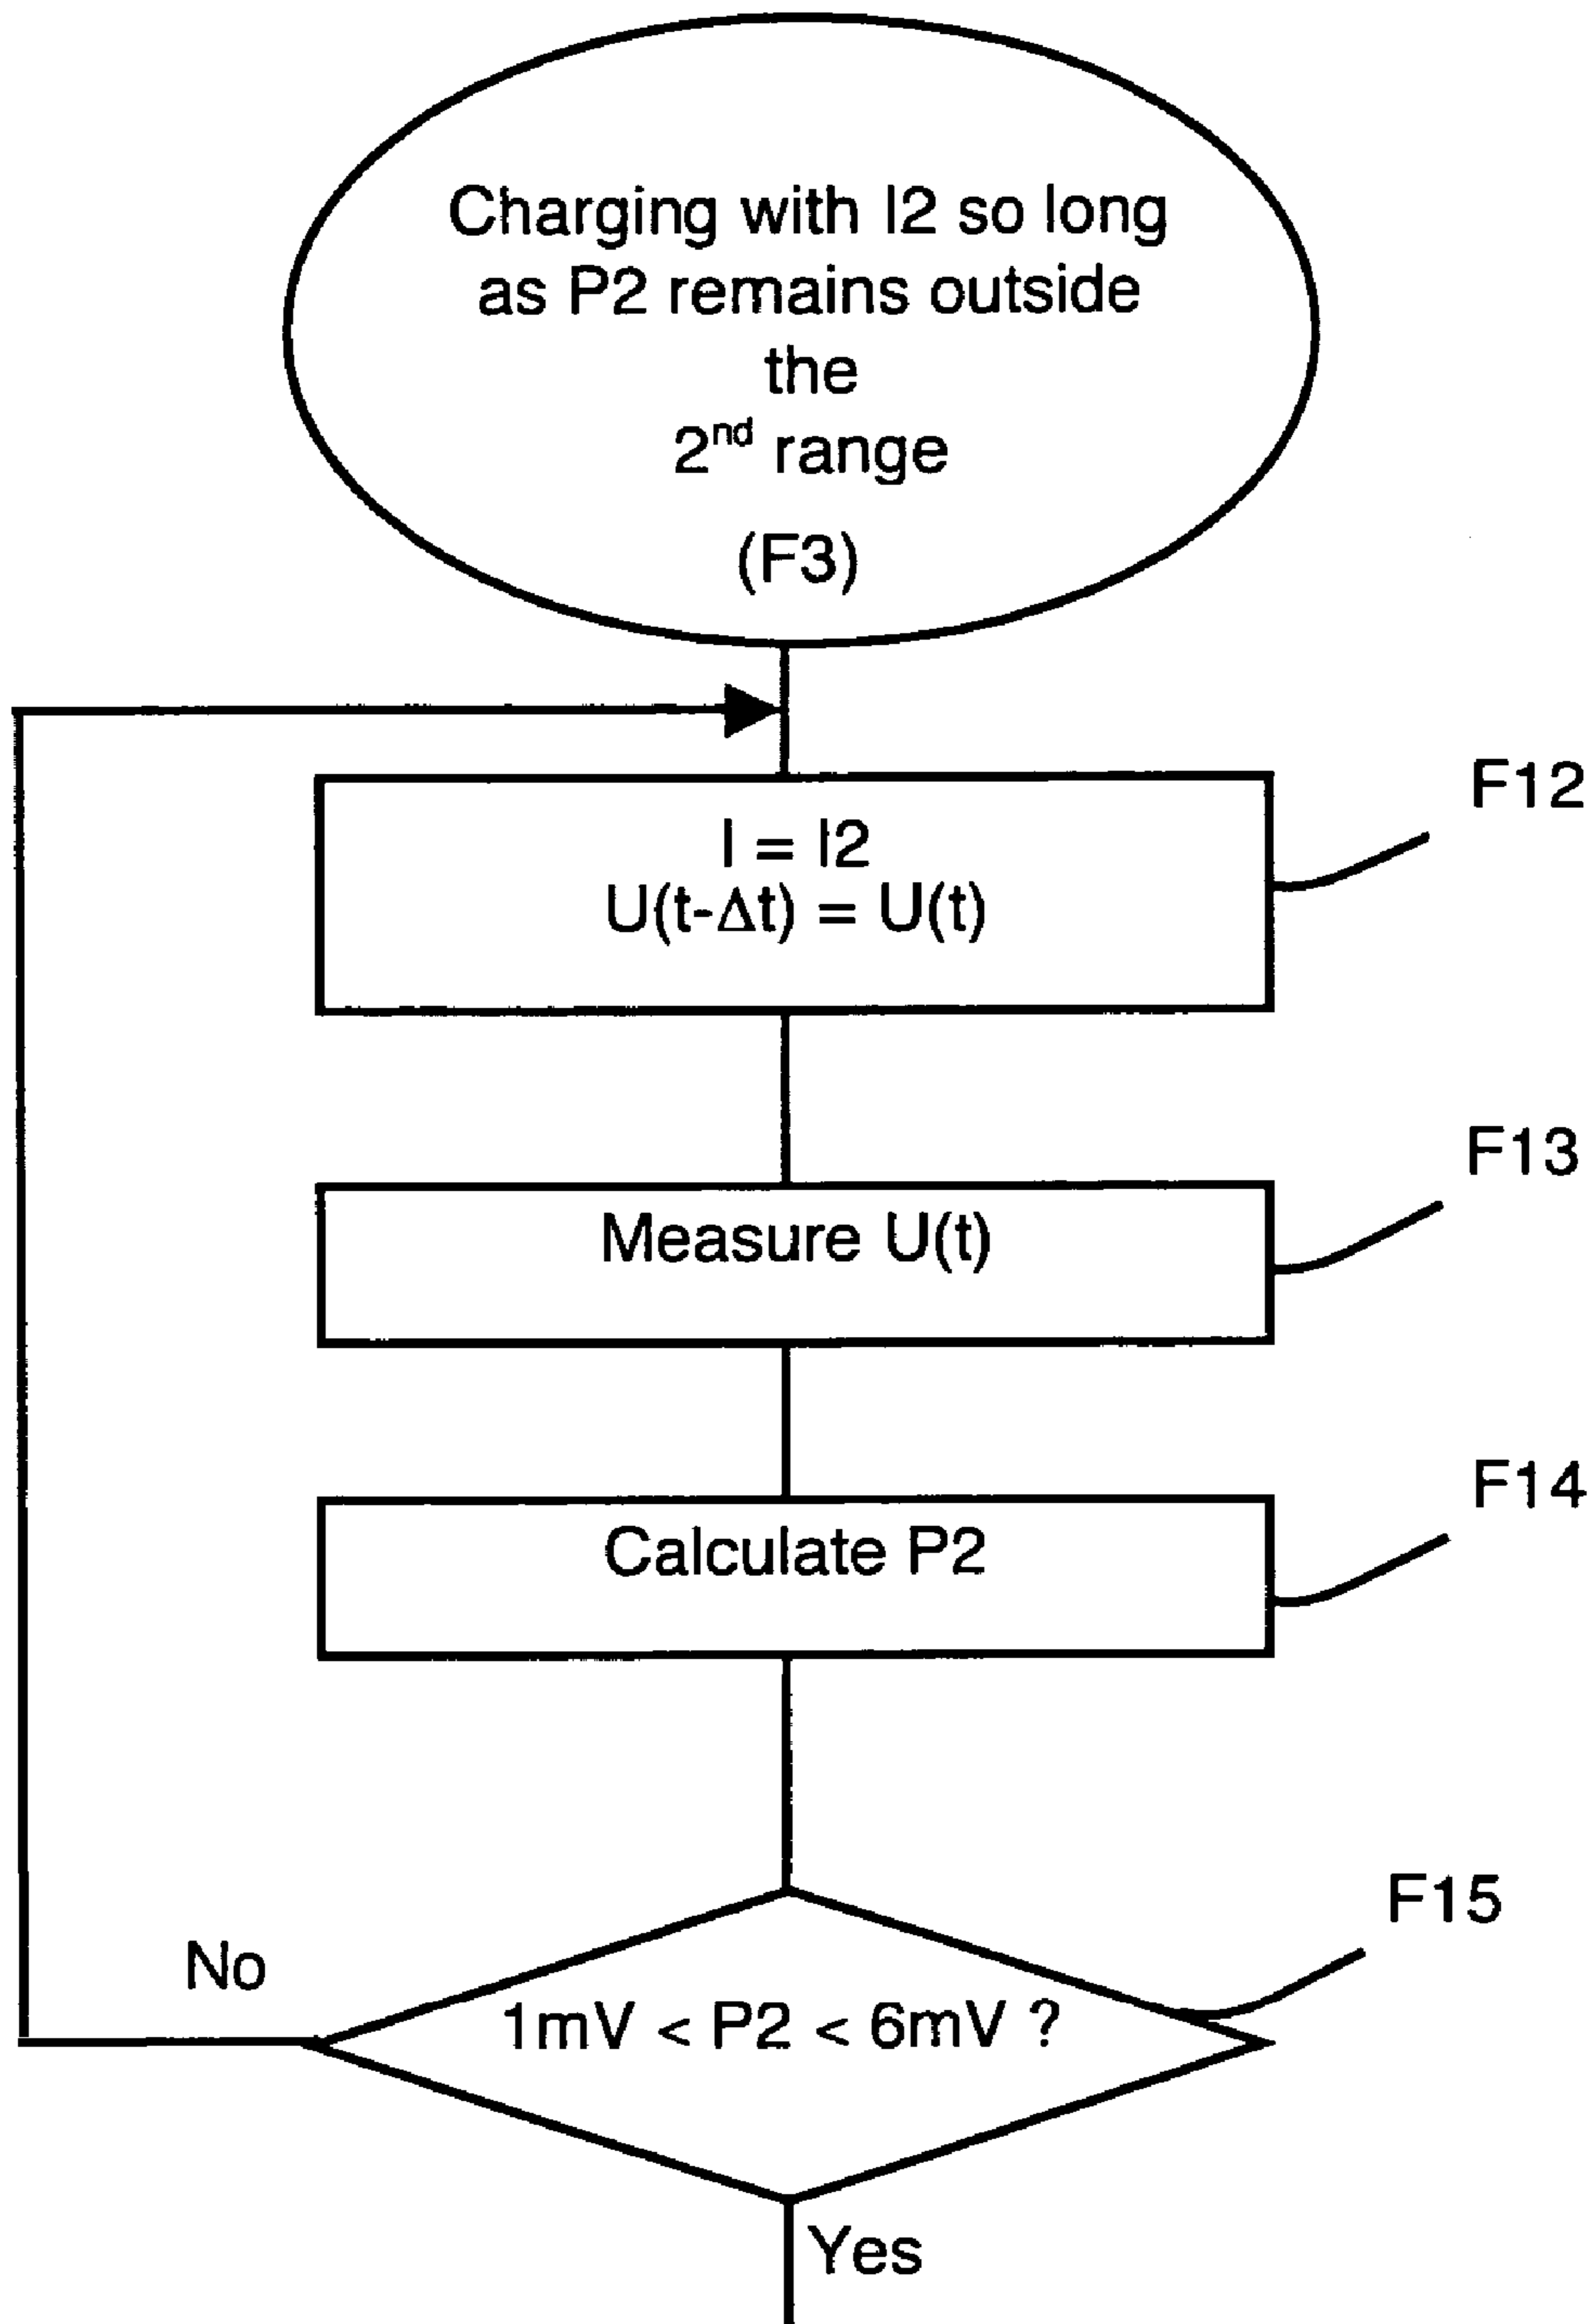 Charging with I2 so long
as P2 remains outside
the
2nd range
(F3)
F12
I = I2
U(t-Δt) = U(t)
F13
Measure U(t)
F14
Calculate P2
F15
No
1mV < P2 < 6mV ?
Yes